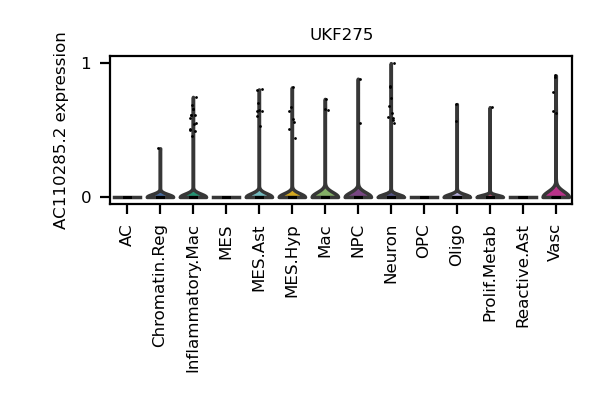 UKF275
AC110285.2 expression
1
0
AC
Chromatin.Reg
Inflammatory.Mac
MES
MES.Ast
MES.Hyp
Mac
NPC
Neuron
OPC
Oligo
Prolif.Metab
Reactive.Ast
Vasc